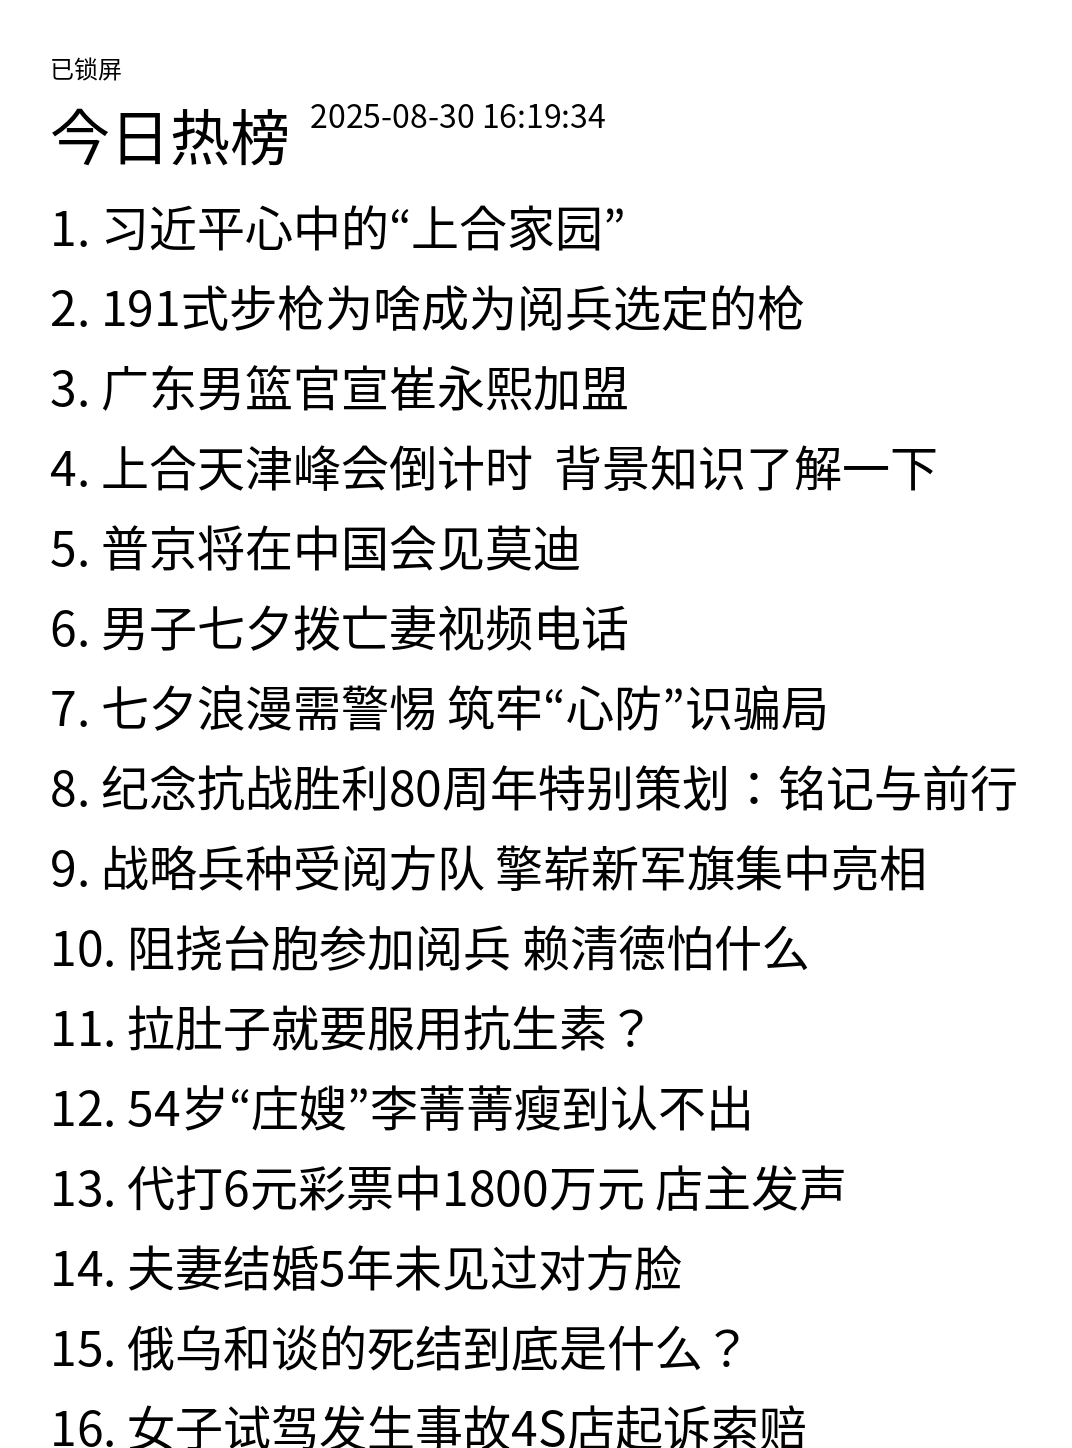 已锁屏
今日热榜 2025-08-30 16:19:34
1. 习近平心中的“上合家园”
2. 191式步枪为啥成为阅兵选定的枪
3. 广东男篮官宣崔永熙加盟
4. 上合天津峰会倒计时  背景知识了解一下
5. 普京将在中国会见莫迪
6. 男子七夕拨亡妻视频电话
7. 七夕浪漫需警惕 筑牢“心防”识骗局
8. 纪念抗战胜利80周年特别策划：铭记与前行
9. 战略兵种受阅方队 擎崭新军旗集中亮相
10. 阻挠台胞参加阅兵 赖清德怕什么
11. 拉肚子就要服用抗生素？
12. 54岁“庄嫂”李菁菁瘦到认不出
13. 代打6元彩票中1800万元 店主发声
14. 夫妻结婚5年未见过对方脸
15. 俄乌和谈的死结到底是什么？
16. 女子试驾发生事故4S店起诉索赔